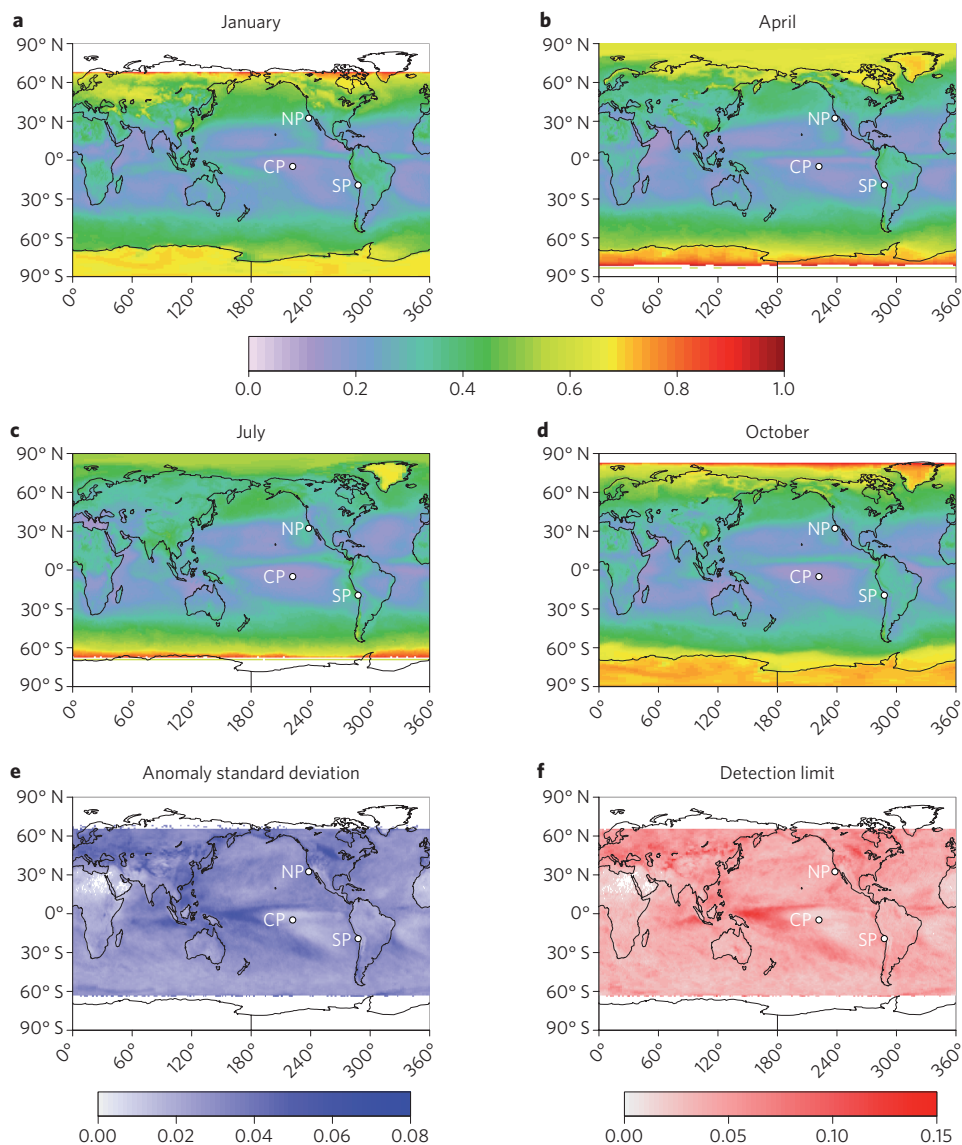 a January
90° N
60° N
30° N
0°
30° S
60° S
90° S
NP
CP
SP
0°
60°
120°
180°
240°
300°
360°
b April
90° N
60° N
30° N
0°
30° S
60° S
90° S
NP
CP
SP
0°
60°
120°
180°
240°
300°
360°
0.0 0.2 0.4 0.6 0.8 1.0
c July
90° N
60° N
30° N
0°
30° S
60° S
90° S
NP
CP
SP
0°
60°
120°
180°
240°
300°
360°
d October
90° N
60° N
30° N
0°
30° S
60° S
90° S
NP
CP
SP
0°
60°
120°
180°
240°
300°
360°
e Anomaly standard deviation
90° N
60° N
30° N
0°
30° S
60° S
90° S
NP
CP
SP
0°
60°
120°
180°
240°
300°
360°
0.00 0.02 0.04 0.06 0.08
f Detection limit
90° N
60° N
30° N
0°
30° S
60° S
90° S
NP
CP
SP
0°
60°
120°
180°
240°
300°
360°
0.00 0.05 0.10 0.15